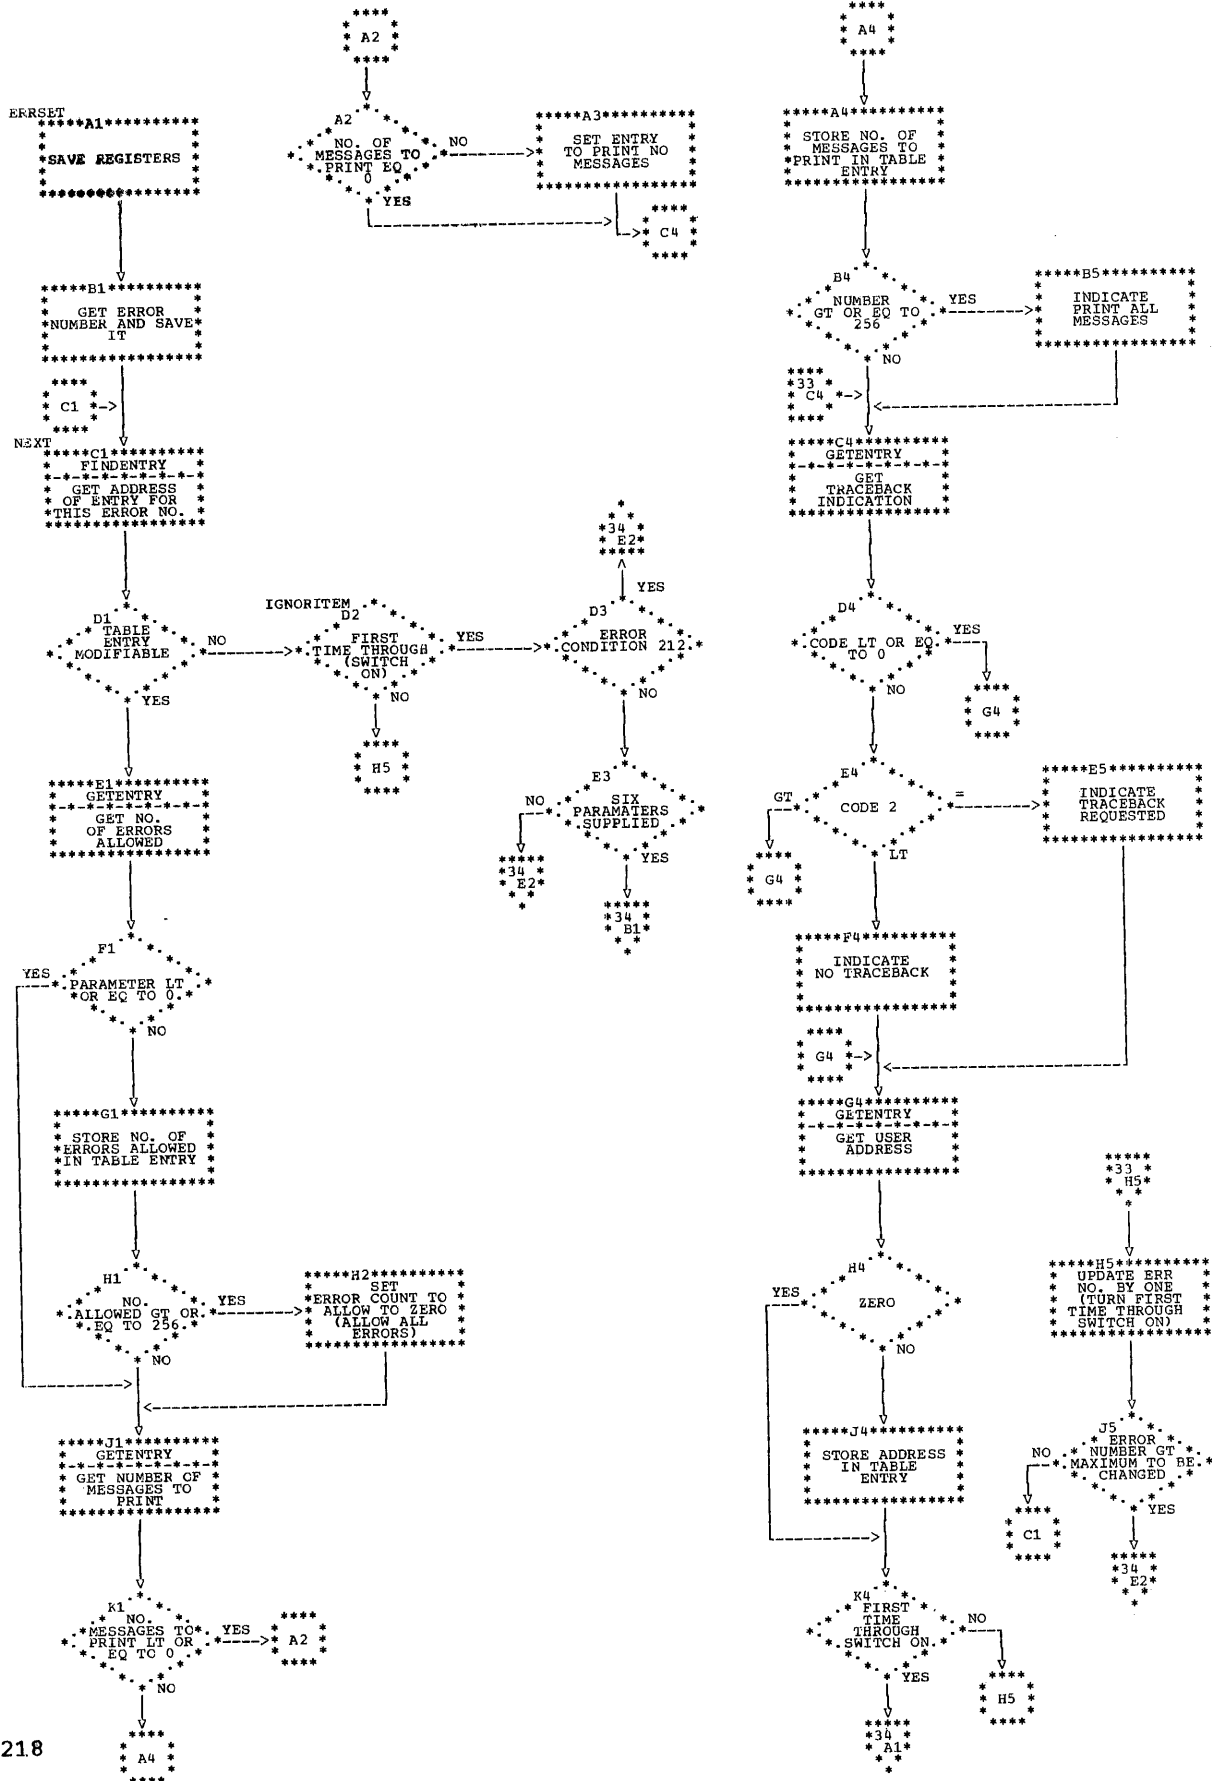 ERRSET
A1
SAVE REGISTERS
B1
GET ERROR
NUMBER AND SAVE
IT
C1
NEXT
C1
FINDENTRY
GET ADDRESS
OF ENTRY FOR
THIS ERROR NO.
D1
TABLE
ENTRY
MODIFIABLE
NO
YES
E1
GETENTRY
GET NO.
OF ERRORS
ALLOWED
F1
YES
PARAMETER LT
OR EQ TO 0
NO
G1
STORE NO. OF
ERRORS ALLOWED
IN TABLE ENTRY
H1
NO.
ALLOWED GT OR
EQ TO 256
YES
NO
H2
SET
ERROR COUNT TO
ALLOW TO ZERO
(ALLOW ALL
ERRORS)
J1
GETENTRY
GET NUMBER OF
MESSAGES TO
PRINT
K1
NO.
MESSAGES TO
PRINT LT OR
EQ TO 0
YES
A2
NO
A4
218
A2
A2
NO. OF
MESSAGES TO
PRINT EQ
0
NO
YES
A3
SET ENTRY
TO PRINT NO
MESSAGES
C4
IGNORITEM
D2
FIRST
TIME THROUGH
(SWITCH
ON)
YES
NO
H5
34
E2
YES
D3
ERROR
CONDITION 212
NO
E3
SIX
PARAMATERS
SUPPLIED
NO
YES
34
E2
34
B1
A4
A4
STORE NO. OF
MESSAGES TO
PRINT IN TABLE
ENTRY
B4
NUMBER
GT OR EQ TO
256
YES
NO
B5
INDICATE
PRINT ALL
MESSAGES
33
C4
C4
GETENTRY
GET
TRACEBACK
INDICATION
D4
CODE LT OR EQ
TO 0
YES
NO
G4
E4
GT
CODE 2
=
LT
G4
E5
INDICATE
TRACEBACK
REQUESTED
F4
INDICATE
NO TRACEBACK
G4
G4
GETENTRY
GET USER
ADDRESS
H4
YES
ZERO
NO
J4
STORE ADDRESS
IN TABLE
ENTRY
K4
FIRST
TIME
THROUGH
SWITCH ON
NO
YES
H5
34
A1
33
H5
H5
UPDATE ERR
NO. BY ONE
(TURN FIRST
TIME THROUGH
SWITCH ON)
J5
ERROR
NUMBER GT
MAXIMUM TO BE
CHANGED
NO
YES
C1
34
E2